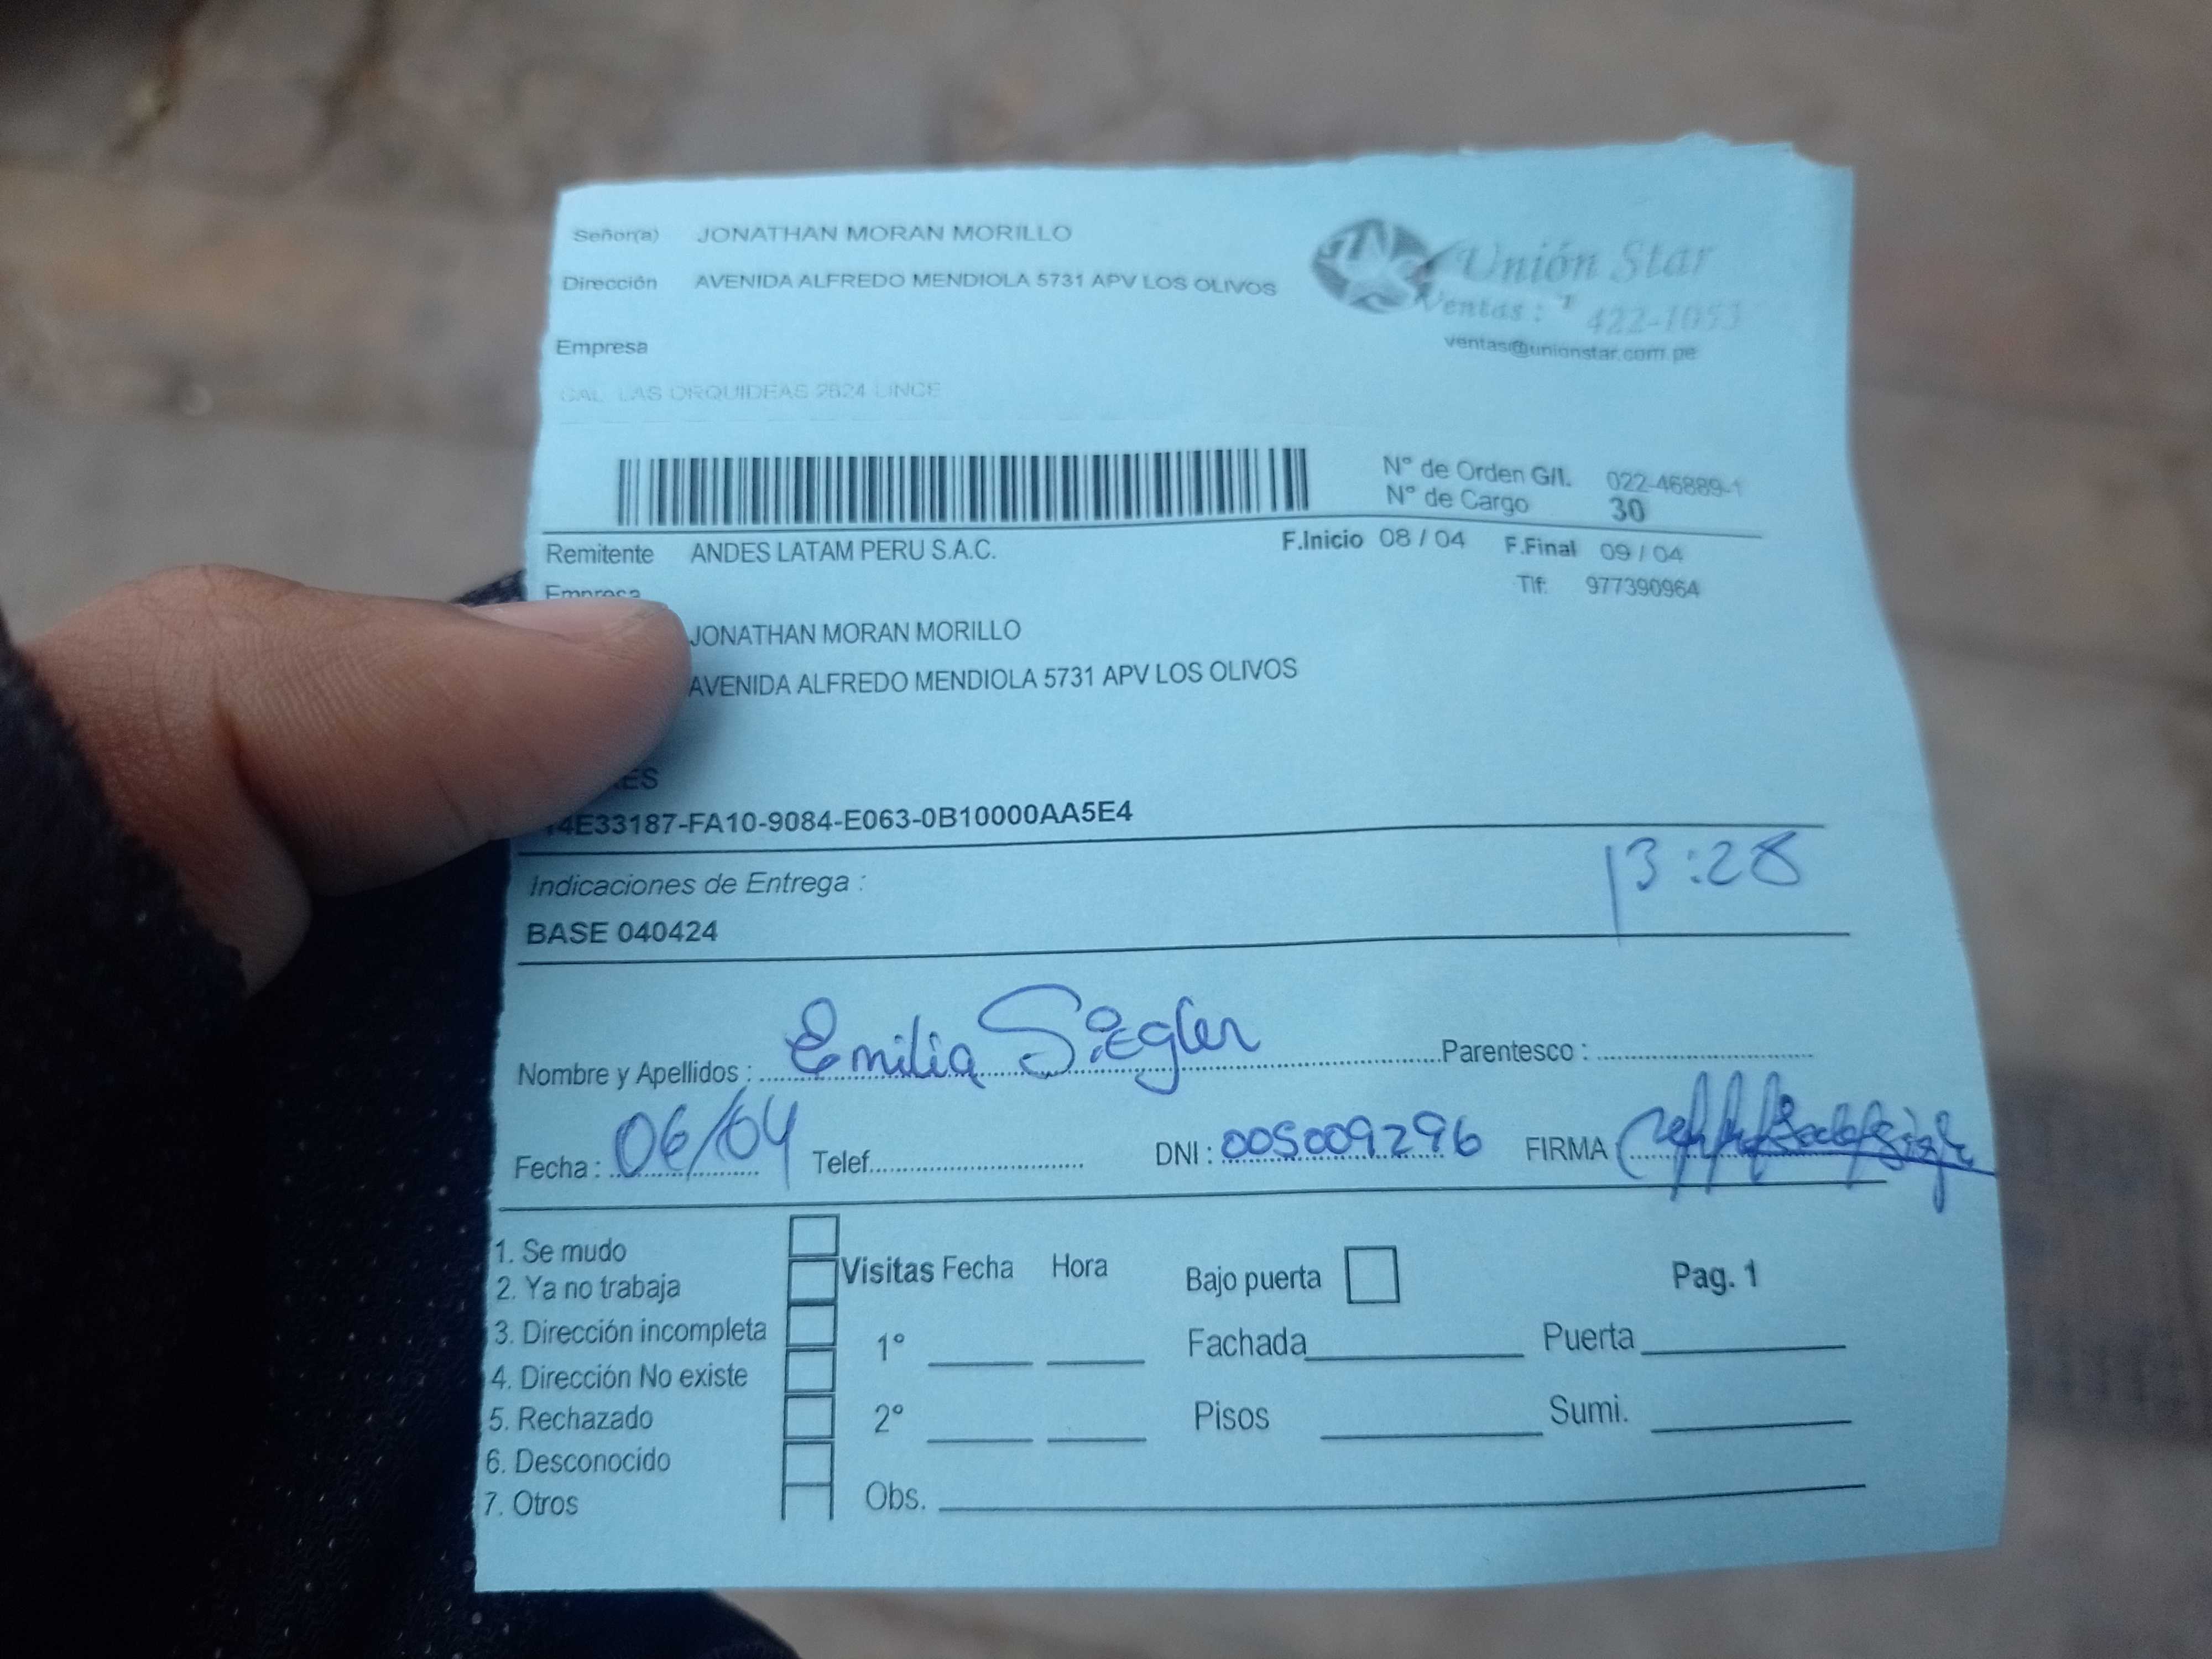 Señor(a) JONATHAN MORAN MORILLO
Dirección AVENIDA ALFREDO MENDIOLA 5731 APV LOS OLIVOS
Unión Star
Ventas : T 422-1053
ventas@unionstar.com.pe
Empresa
CAL LAS ORQUIDEAS 2624 LINCE
N° de Orden G/I. 022-46889-1
N° de Cargo 30
Remitente ANDES LATAM PERU S.A.C. F.Inicio 08 / 04 F.Final 09 / 04
Empresa Tlf: 977390964
JONATHAN MORAN MORILLO
AVENIDA ALFREDO MENDIOLA 5731 APV LOS OLIVOS
4E33187-FA10-9084-E063-0B10000AA5E4
Indicaciones de Entrega : 13:28
BASE 040424
Nombre y Apellidos : Emilia Siegler Parentesco :
Fecha : 06/04 Telef. DNI : 005009296 FIRMA
1. Se mudo
2. Ya no trabaja
3. Dirección incompleta
4. Dirección No existe
5. Rechazado
6. Desconocido
7. Otros
Visitas Fecha Hora Bajo puerta Pag. 1
1° Fachada Puerta
2° Pisos Sumi.
Obs.